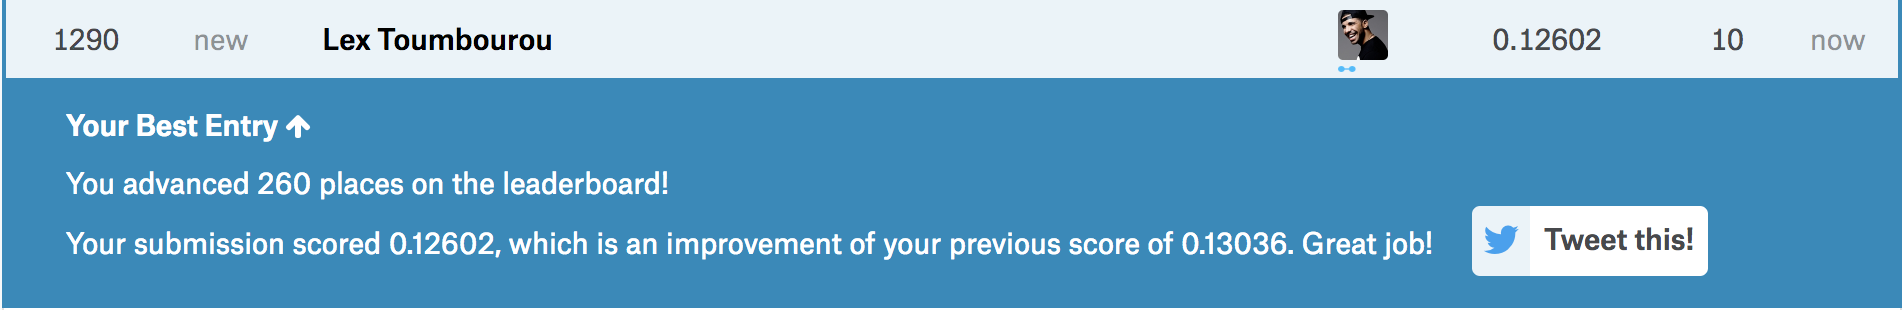 1290 new Lex Toumbourou 0.12602 10 now
Your Best Entry
You advanced 260 places on the leaderboard!
Your submission scored 0.12602, which is an improvement of your previous score of 0.13036. Great job! Tweet this!